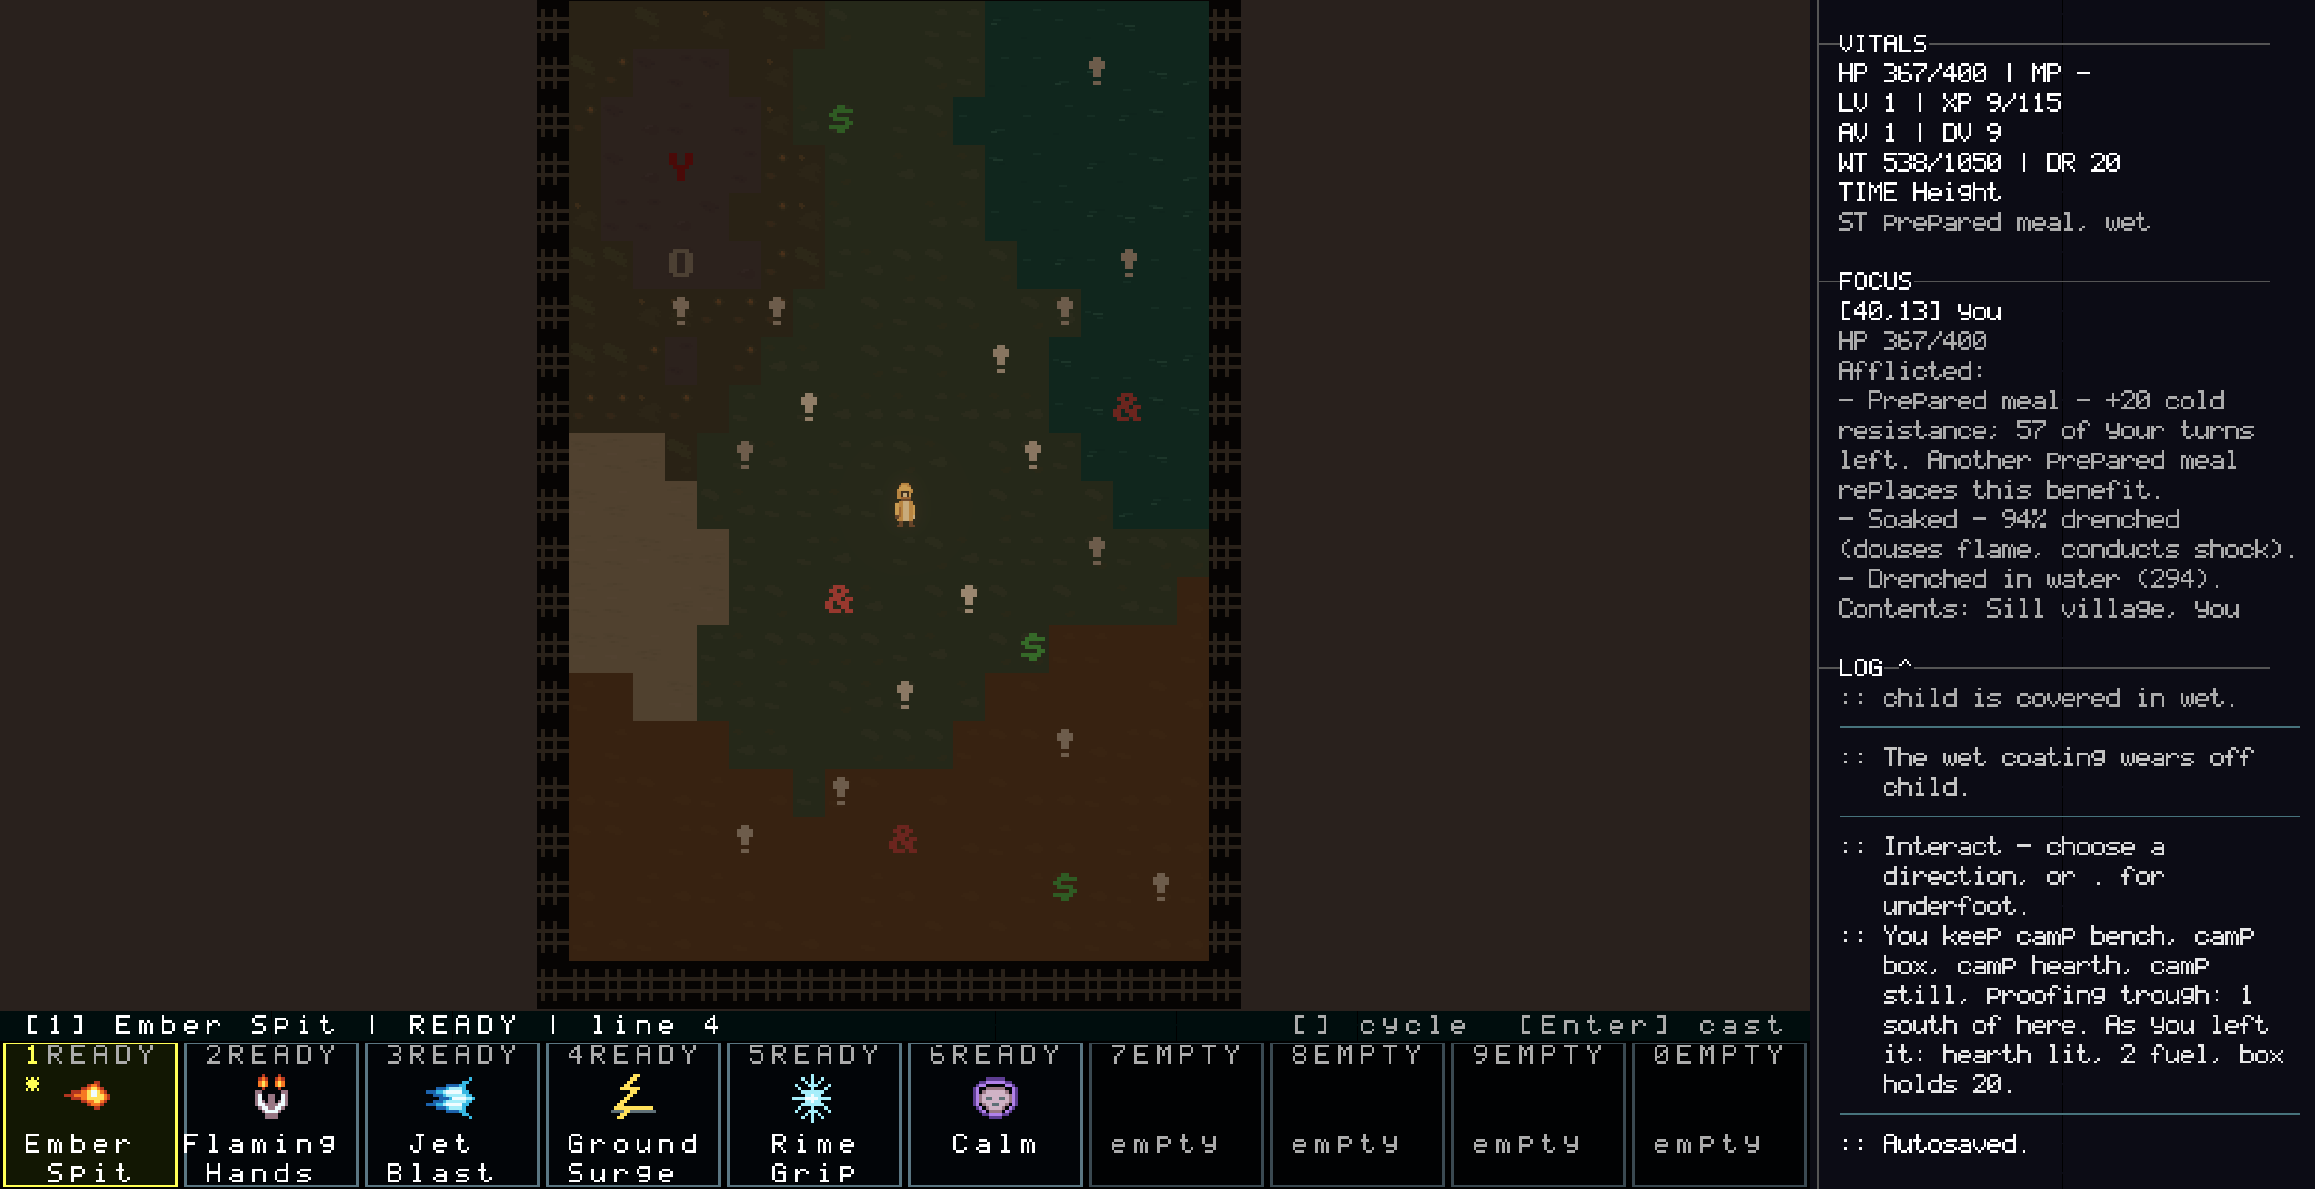 VITALS
HP 367/400 | MP -
LV 1 | XP 9/115
AV 1 | DV 9
WT 538/1050 | DR 20
TIME Height
ST prepared meal, wet
FOCUS
[40,13] you
HP 367/400
Afflicted:
- Prepared meal - +20 cold
resistance; 57 of your turns
left. Another prepared meal
replaces this benefit.
- Soaked - 94% drenched
(douses flame, conducts shock).
- Drenched in water (294).
Contents: Sill village, you
LOG ^
:: child is covered in wet.
:: The wet coating wears off
child.
:: Interact - choose a
direction, or . for
underfoot.
:: You keep camp bench, camp
box, camp hearth, camp
still, proofing trough: 1
south of here. As you left
it: hearth lit, 2 fuel, box
holds 20.
:: Autosaved.
$
Y
O
&
&
$
&
$
[1] Ember Spit | READY | line 4
[] cycle [Enter] cast
1READY 2READY 3READY 4READY 5READY 6READY 7EMPTY 8EMPTY 9EMPTY 0EMPTY
*
Ember Spit
Flaming Hands
Jet Blast
Ground Surge
Rime Grip
Calm
empty
empty
empty
empty